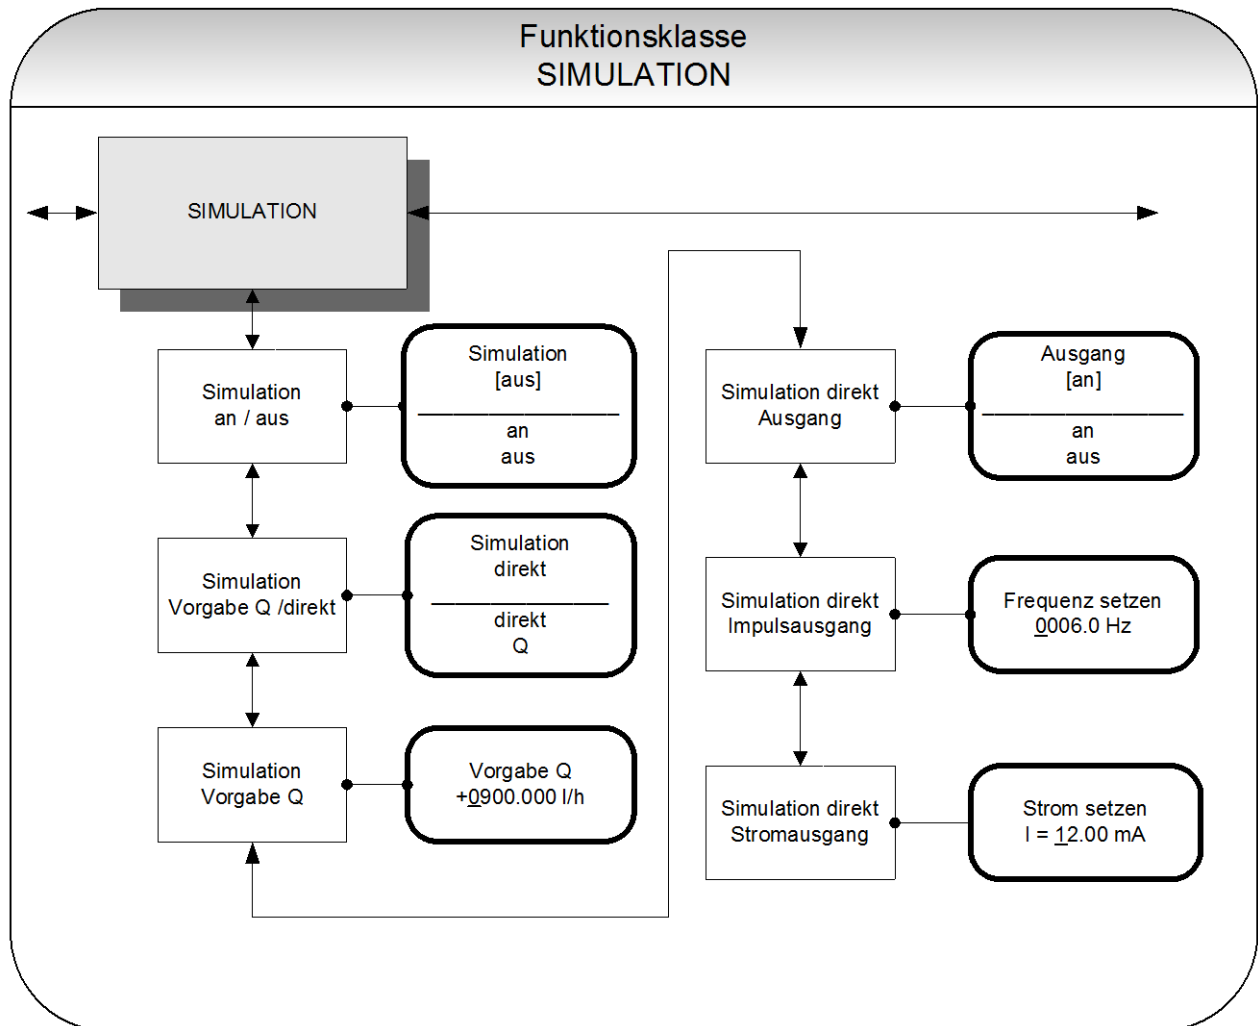 Funktionsklasse
SIMULATION
SIMULATION
Simulation
an / aus
Simulation
[aus]
an
aus
Simulation
Vorgabe Q /direkt
Simulation
direkt
direkt
Q
Simulation
Vorgabe Q
Vorgabe Q
+0900.000 l/h
Simulation direkt
Ausgang
Ausgang
[an]
an
aus
Simulation direkt
Impulsausgang
Frequenz setzen
0006.0 Hz
Simulation direkt
Stromausgang
Strom setzen
I = 12.00 mA